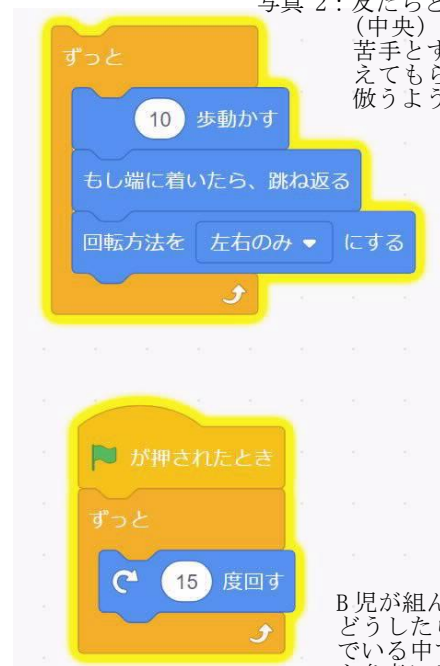 写真 2：友だちと
（中央）
苦手とす
えてもら
倣うよう
ずっと
10 歩動かす
もし端に着いたら、跳ね返る
回転方法を 左右のみ にする
が押されたとき
ずっと
15 度回す
B児が組ん
どうした
でいる中